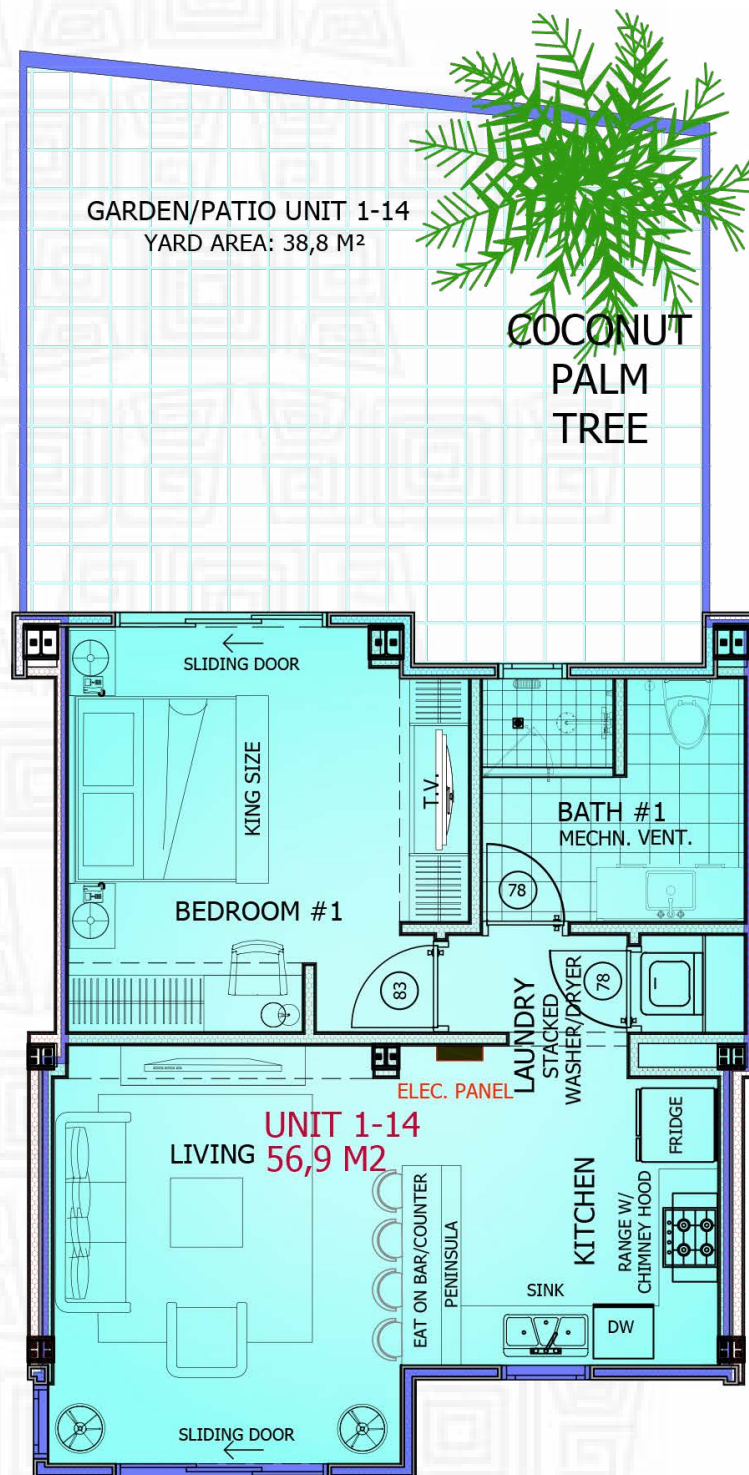 GARDEN/PATIO UNIT 1-14
YARD AREA: 38,8 M²
COCONUT
PALM
TREE
SLIDING DOOR
KING SIZE
T.V.
BATH #1
MECHN. VENT.
78
BEDROOM #1
83
78
LAUNDRY
STACKED
WASHER/DRYER
ELEC. PANEL
UNIT 1-14
56,9 M2
LIVING
FRIDGE
KITCHEN
RANGE W/
CHIMNEY HOOD
EAT ON BAR/COUNTER
PENINSULA
SINK
DW
SLIDING DOOR